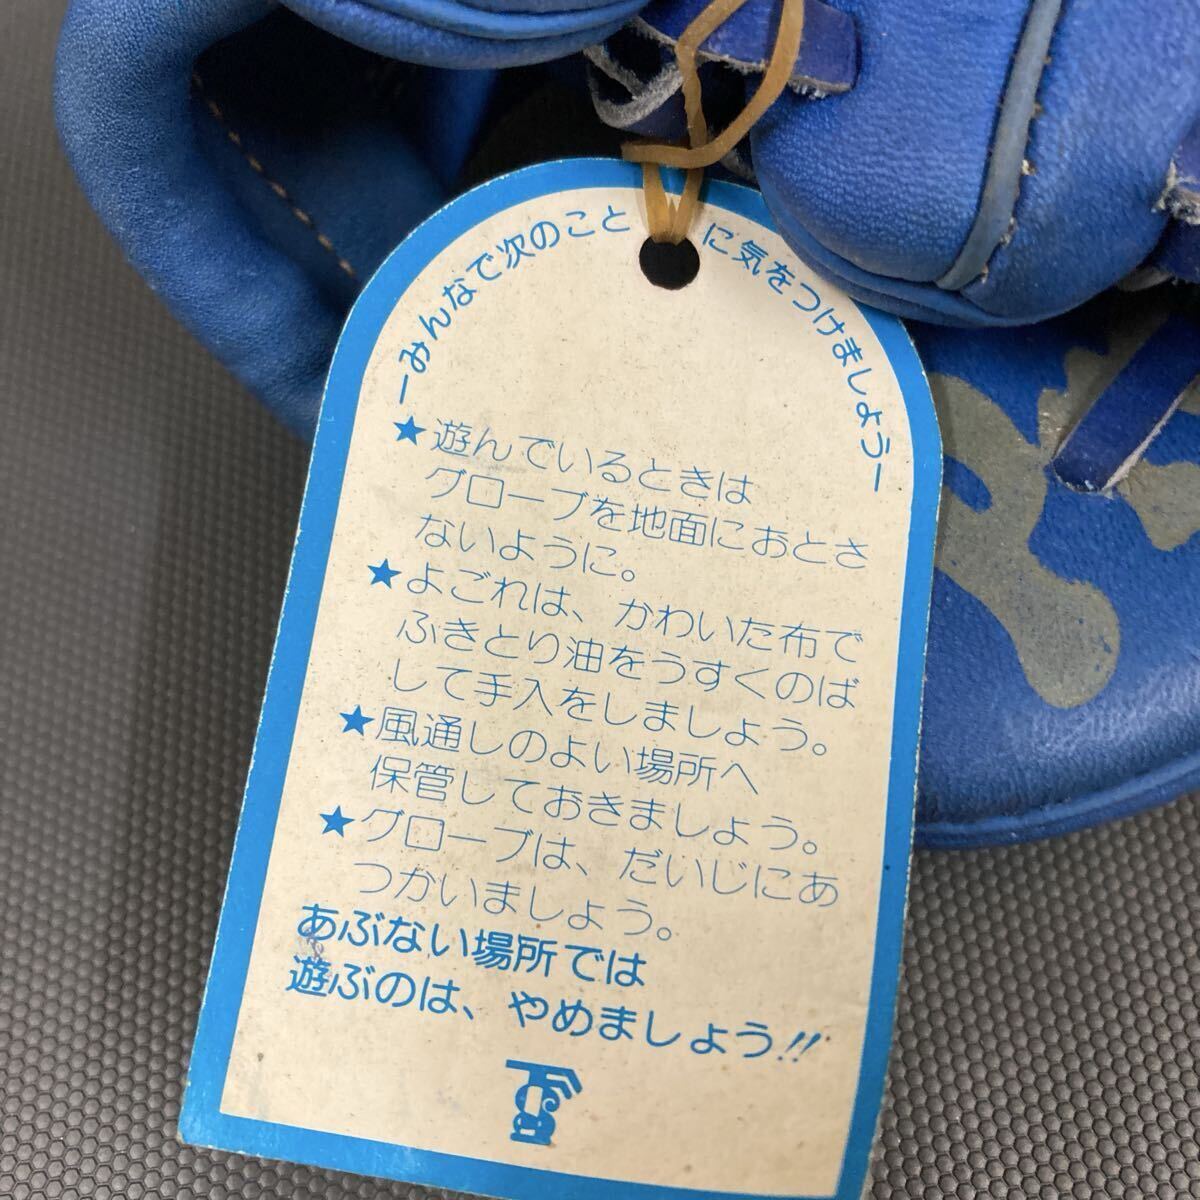 ーみんなで次のことに気をつけましょうー
★遊んでいるときは
グローブを地面におとさ
ないように。
★よごれは、かわいた布で
ふきとり油をうすくのば
して手入をしましょう。
★風通しのよい場所へ
保管しておきましょう。
★グローブは、だいじにあ
つかいましょう。
あぶない場所では
遊ぶのは、やめましょう!!